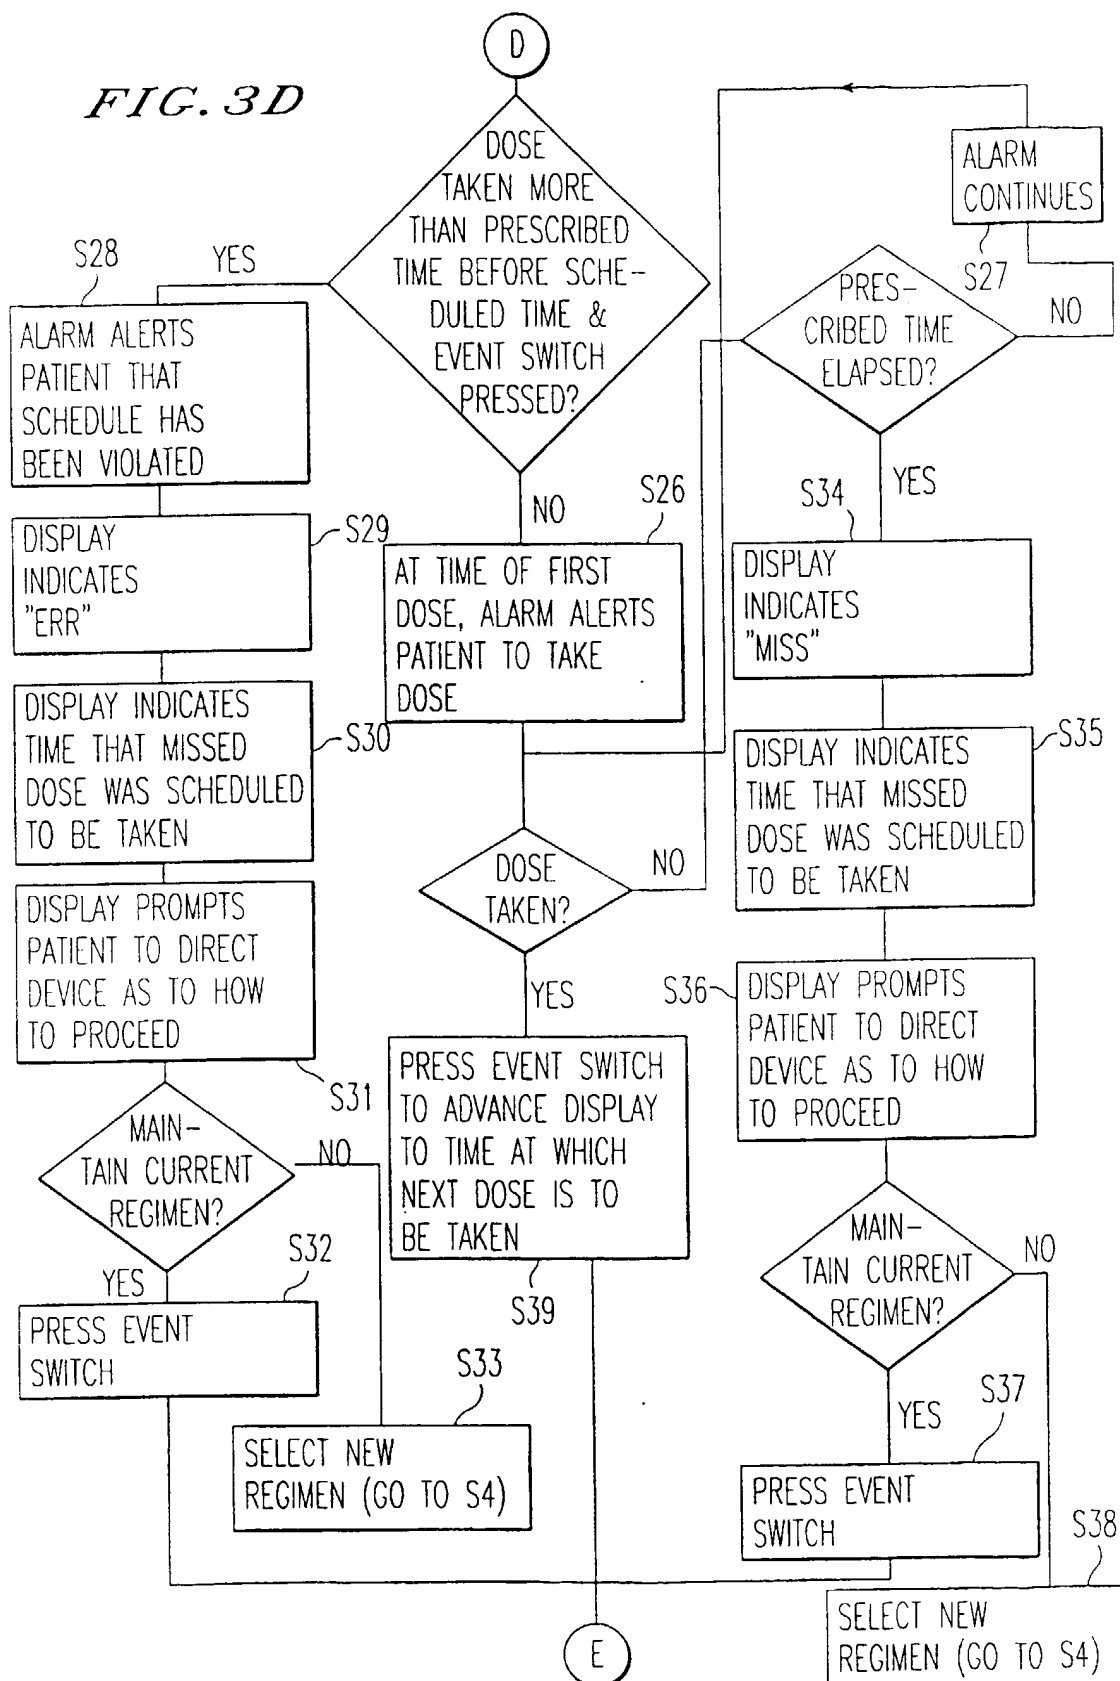 D
FIG. 3D
DOSE
TAKEN MORE
THAN PRESCRIBED
TIME BEFORE SCHE-
DULED TIME &
EVENT SWITCH
PRESSED?
YES
NO
S28
ALARM ALERTS
PATIENT THAT
SCHEDULE HAS
BEEN VIOLATED
S29
DISPLAY
INDICATES
"ERR"
S30
DISPLAY INDICATES
TIME THAT MISSED
DOSE WAS SCHEDULED
TO BE TAKEN
DISPLAY PROMPTS
PATIENT TO DIRECT
DEVICE AS TO HOW
TO PROCEED
S31
MAIN-
TAIN CURRENT
REGIMEN?
NO
YES
S32
PRESS EVENT
SWITCH
S33
SELECT NEW
REGIMEN (GO TO S4)
S26
AT TIME OF FIRST
DOSE, ALARM ALERTS
PATIENT TO TAKE
DOSE
DOSE
TAKEN?
NO
YES
PRESS EVENT SWITCH
TO ADVANCE DISPLAY
TO TIME AT WHICH
NEXT DOSE IS TO
BE TAKEN
S39
ALARM
CONTINUES
S27
PRES-
CRIBED TIME
ELAPSED?
NO
YES
S34
DISPLAY
INDICATES
"MISS"
S35
DISPLAY INDICATES
TIME THAT MISSED
DOSE WAS SCHEDULED
TO BE TAKEN
S36
DISPLAY PROMPTS
PATIENT TO DIRECT
DEVICE AS TO HOW
TO PROCEED
MAIN-
TAIN CURRENT
REGIMEN?
NO
YES
S37
PRESS EVENT
SWITCH
S38
SELECT NEW
REGIMEN (GO TO S4)
E